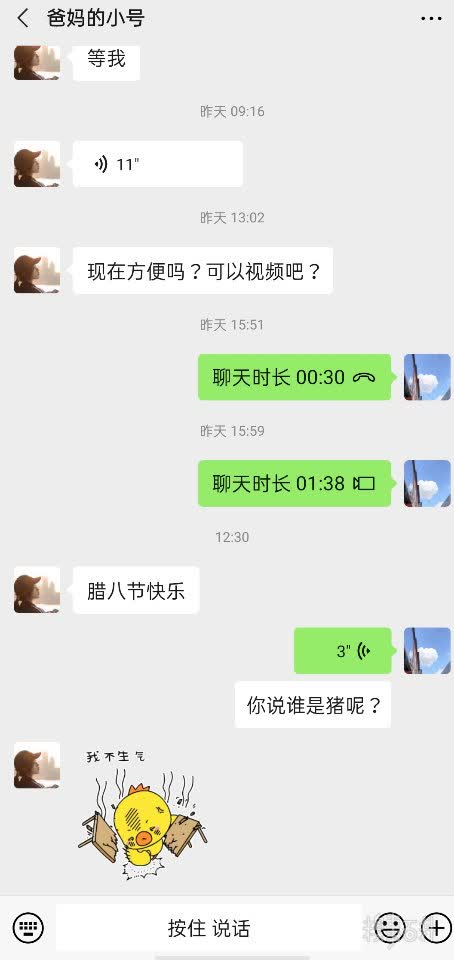 爸妈的小号
等我
昨天 09:16
11"
昨天 13:02
现在方便吗？可以视频吧？
昨天 15:51
聊天时长 00:30
昨天 15:59
聊天时长 01:38
12:30
腊八节快乐
3"
你说谁是猪呢？
我不生气
按住 说话